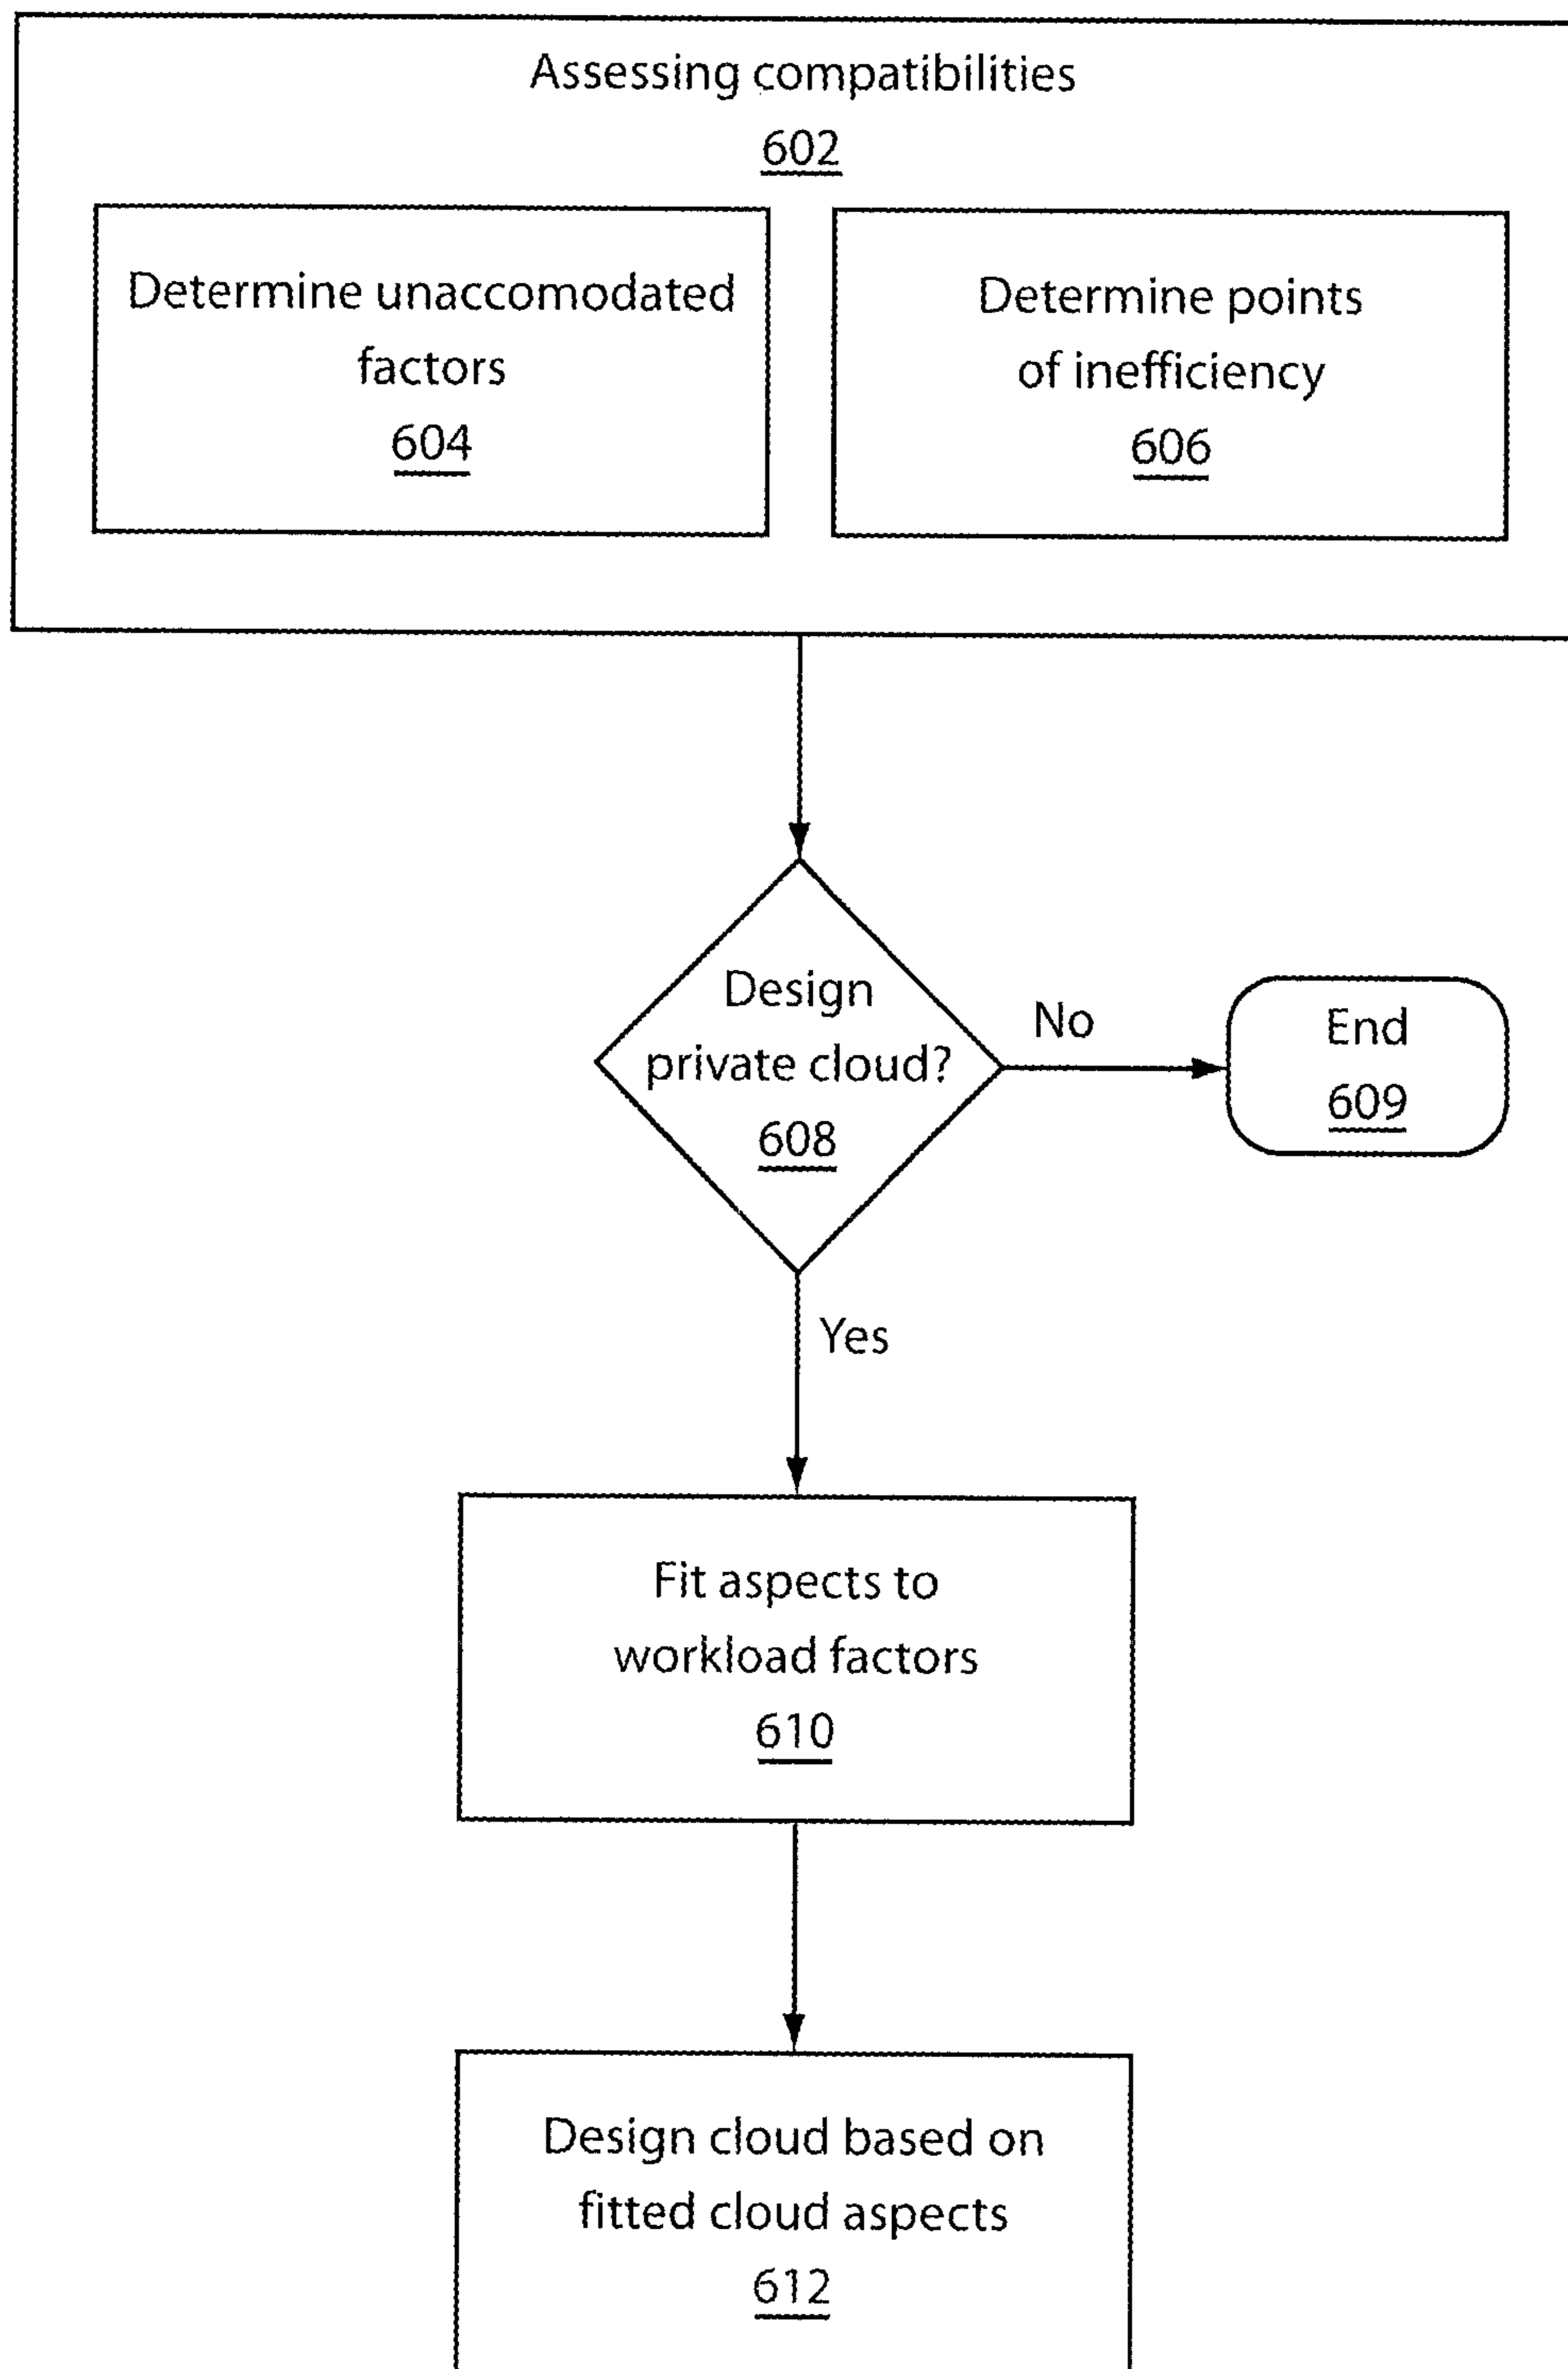 Assessing compatibilities
602
Determine unaccomodated
factors
604
Determine points
of inefficiency
606
Design
private cloud?
608
No
End
609
Yes
Fit aspects to
workload factors
610
Design cloud based on
fitted cloud aspects
612